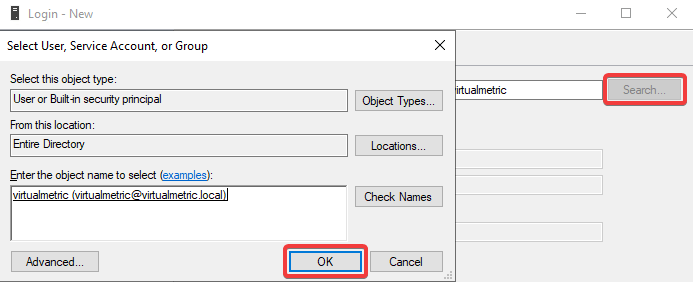 Login - New
Select User, Service Account, or Group
Select this object type:
User or Built-in security principal
Object Types...
From this location:
Entire Directory
Locations...
Enter the object name to select (examples):
virtualmetric (virtualmetric@virtualmetric.local)
Check Names
Advanced...
OK
Cancel
virtualmetric
Search...